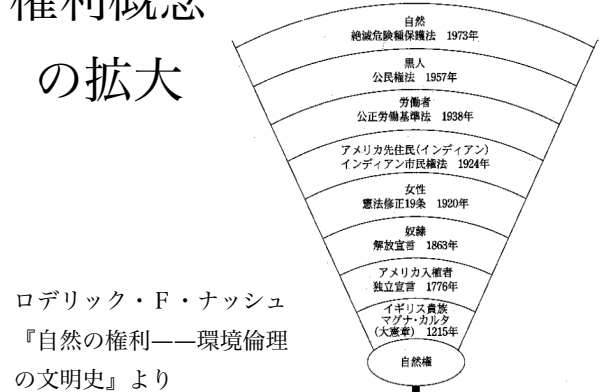 権利概念
の拡大
自然
絶滅危険種保護法 1973年
黒人
公民権法 1957年
労働者
公正労働基準法 1938年
アメリカ先住民(インディアン)
インディアン市民権法 1924年
女性
憲法修正19条 1920年
奴隷
解放宣言 1863年
アメリカ入植者
独立宣言 1776年
イギリス貴族
マグナ・カルタ
(大憲章) 1215年
自然権
ロデリック・F・ナッシュ
『自然の権利——環境倫理
の文明史』より